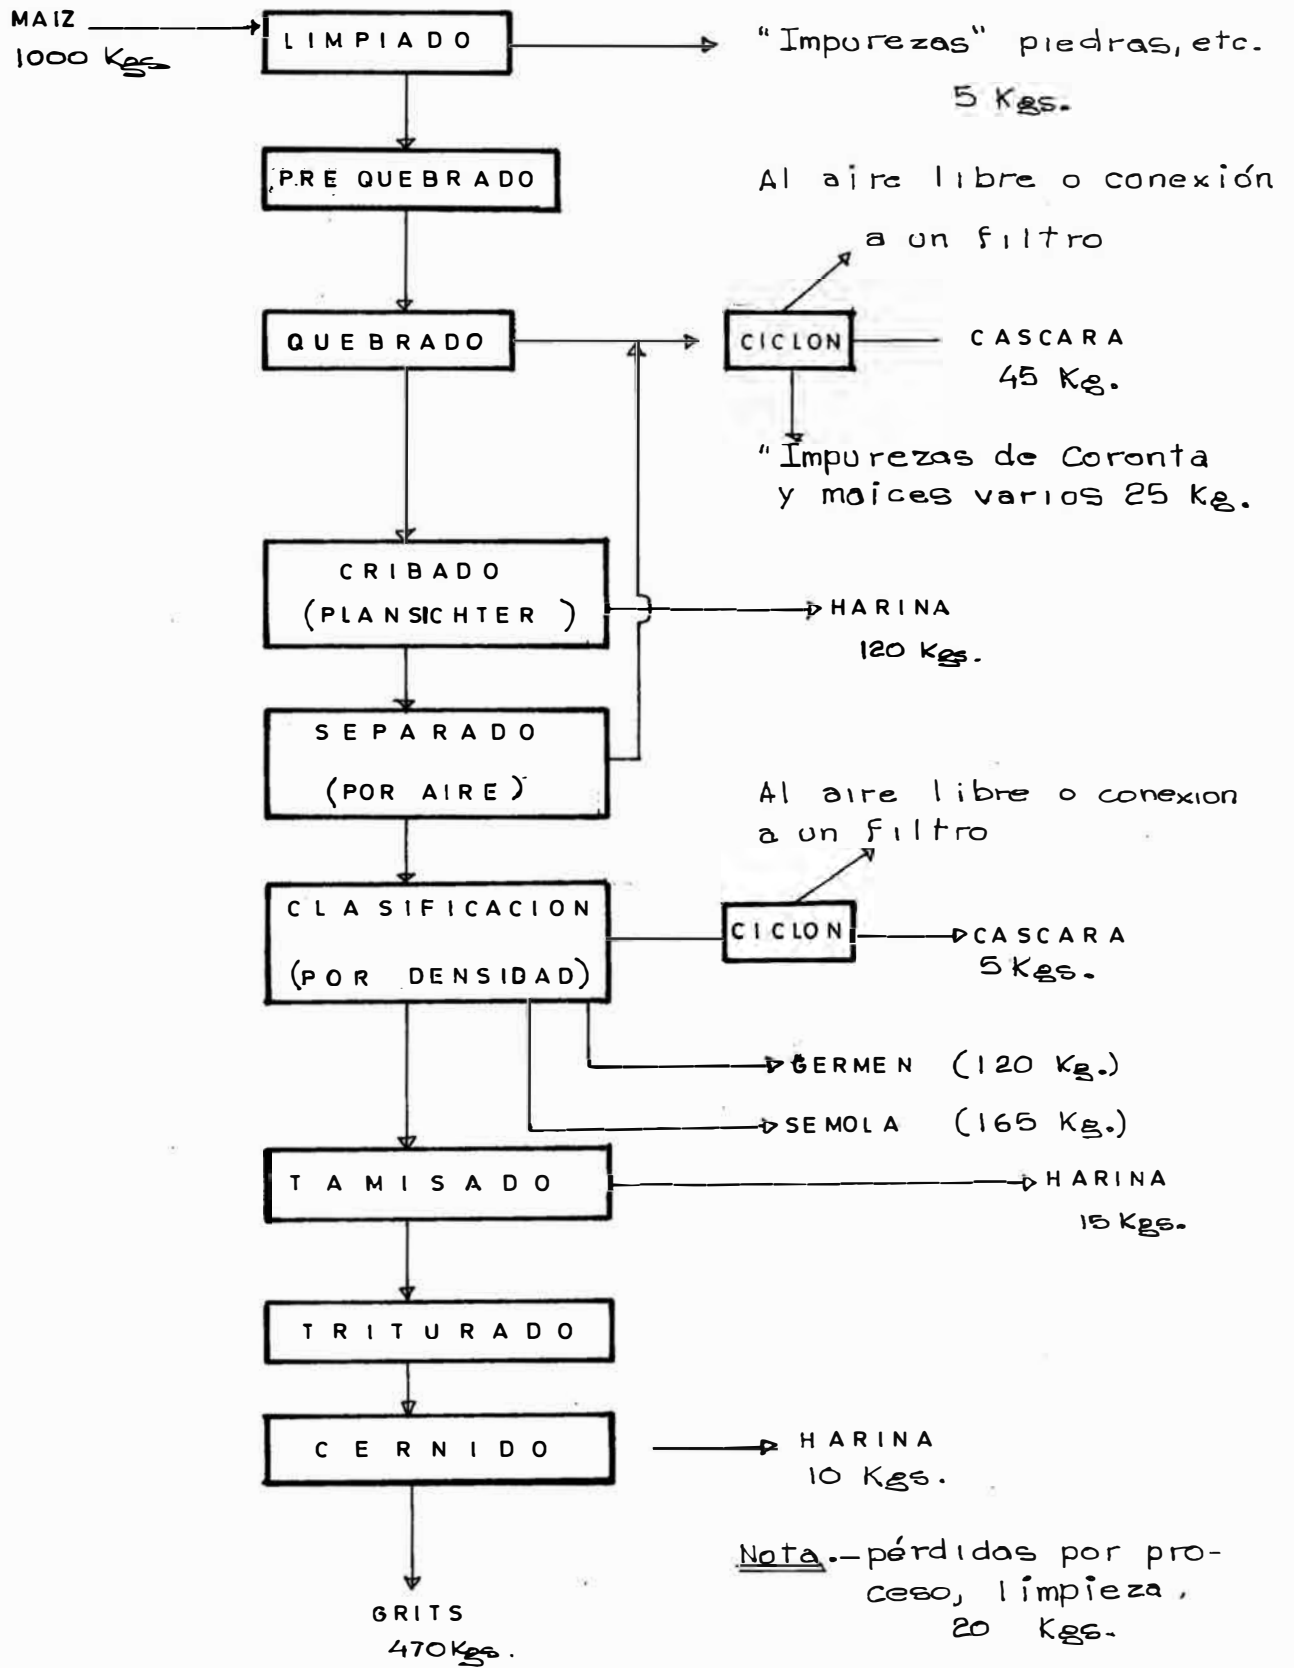 MAIZ
1000 Kgs
LIMPIADO
"Impurezas" piedras, etc.
5 Kgs.
PRE QUEBRADO
Al aire libre o conexión
a un filtro
QUEBRADO
CICLON
CASCARA
45 Kg.
"Impurezas de Coronta
y maices varios 25 Kg.
CRIBADO
(PLANSICHTER)
HARINA
120 Kgs.
SEPARADO
(POR AIRE)
Al aire libre o conexion
a un filtro
CLASIFICACION
(POR DENSIDAD)
CICLON
CASCARA
5 Kgs.
GERMEN (120 Kg.)
SEMOLA (165 Kg.)
TAMISADO
HARINA
15 Kgs.
TRITURADO
CERNIDO
HARINA
10 Kgs.
Nota.- pérdidas por pro-
ceso, limpieza.
20 Kgs.
GRITS
470 Kgs.